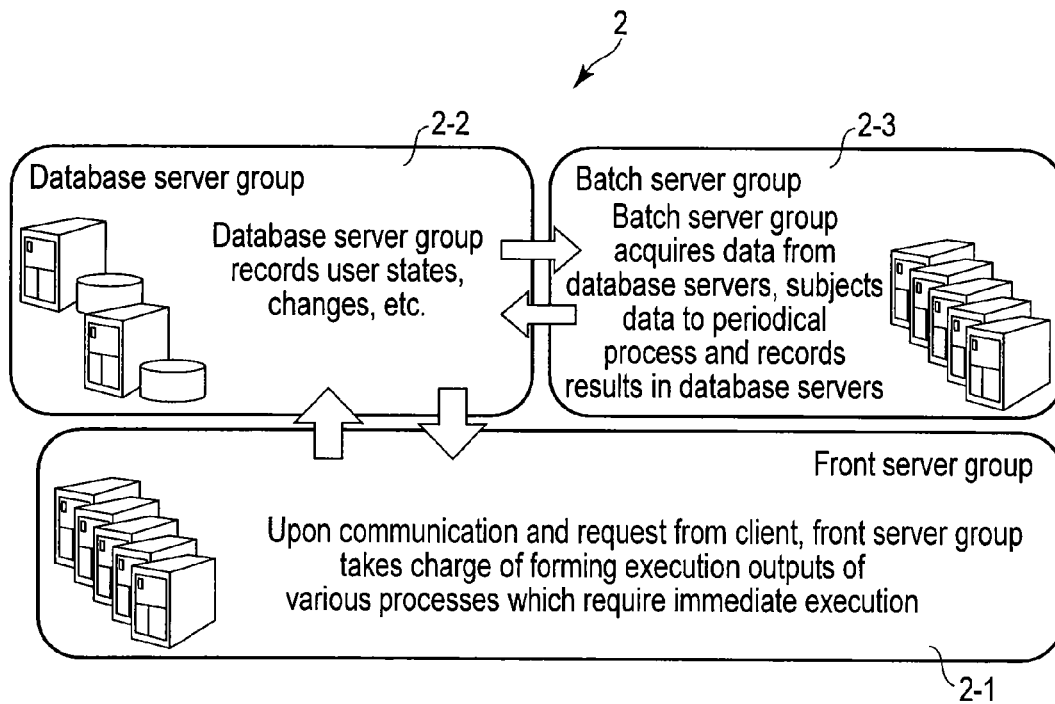 2
2-2
2-3
Database server group
Database server group
records user states,
changes, etc.
Batch server group
Batch server group
acquires data from
database servers, subjects
data to periodical
process and records
results in database servers
Front server group
Upon communication and request from client, front server group
takes charge of forming execution outputs of
various processes which require immediate execution
2-1